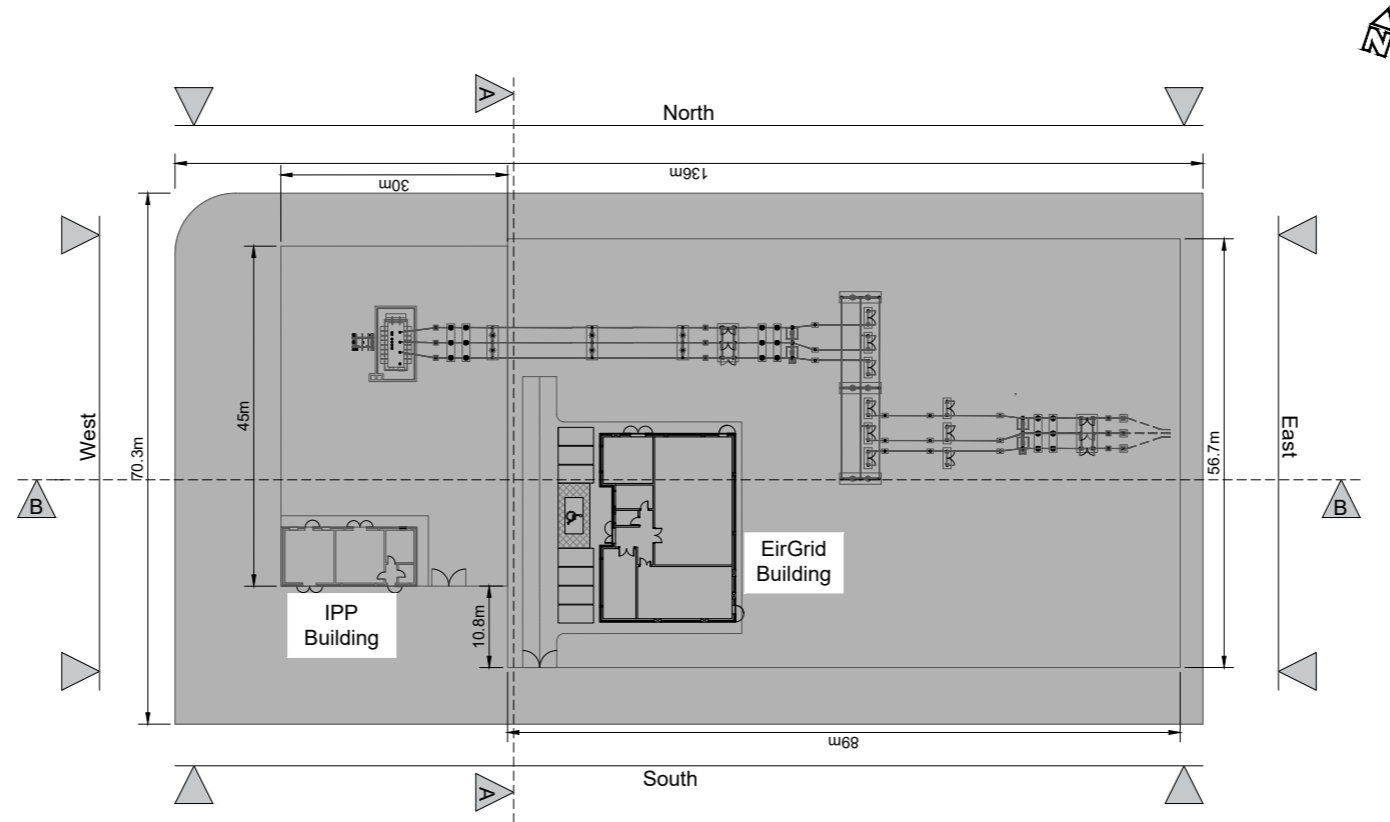 N
A
North
136m
30m
45m
West
70.3m
East
56.7m
B
B
EirGrid
Building
IPP
Building
10.8m
89m
South
A